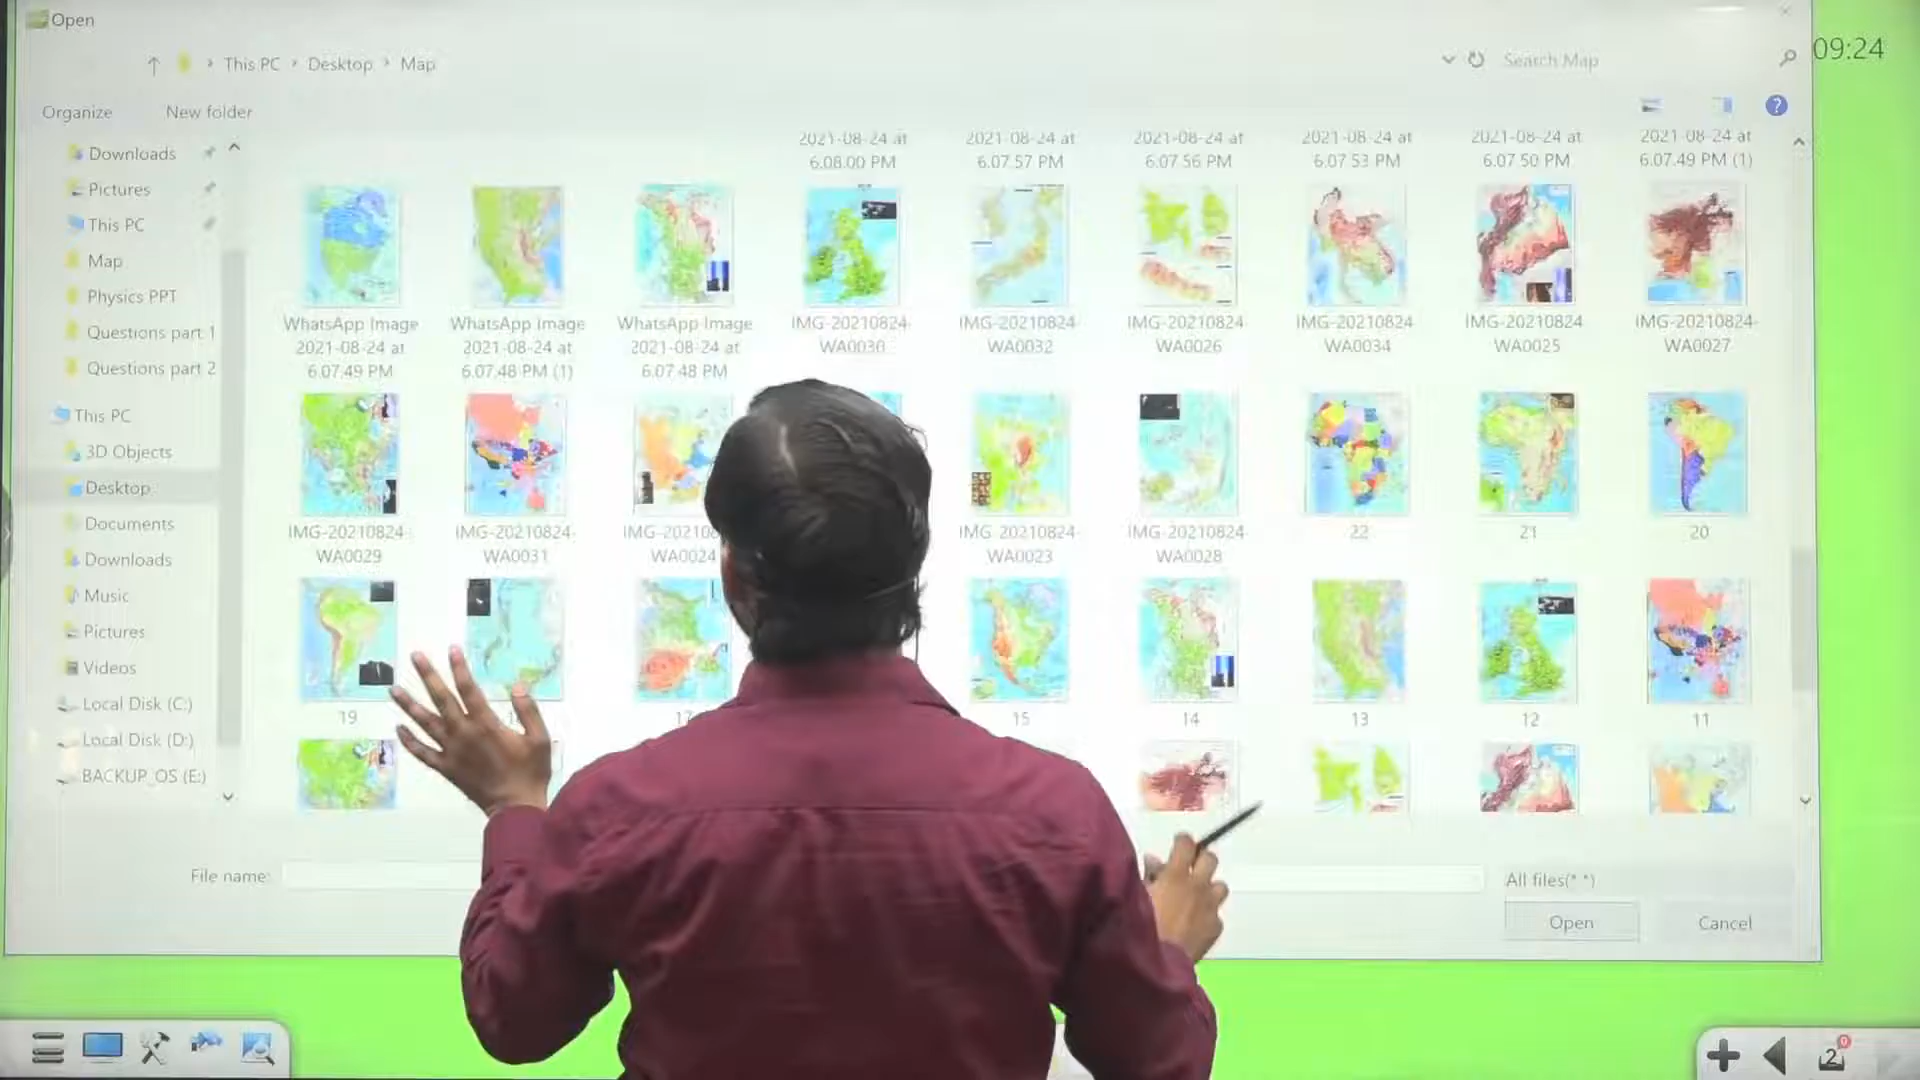 Open
09:24
This PC > Desktop > Map
Search Map
Organize
New folder
Downloads
Pictures
This PC
Map
Physics PPT
Questions part 1
Questions part 2
This PC
3D Objects
Desktop
Documents
Downloads
Music
Pictures
Videos
Local Disk (C:)
Local Disk (D:)
BACKUP_OS (E:)
2021-08-24 at
6.08.00 PM
2021-08-24 at
6.07.57 PM
2021-08-24 at
6.07.56 PM
2021-08-24 at
6.07.53 PM
2021-08-24 at
6.07.50 PM
2021-08-24 at
6.07.49 PM (1)
WhatsApp Image
2021-08-24 at
6.07.49 PM
WhatsApp Image
2021-08-24 at
6.07.48 PM (1)
WhatsApp Image
2021-08-24 at
6.07.48 PM
IMG-20210824-
WA0030
IMG-20210824-
WA0032
IMG-20210824-
WA0026
IMG-20210824-
WA0034
IMG-20210824-
WA0025
IMG-20210824-
WA0027
IMG-20210824-
WA0029
IMG-20210824-
WA0031
WA0024
IMG-20210824-
WA0023
IMG-20210824-
WA0028
22
21
20
19
15
14
13
12
11
File name:
All files(*.*)
Open
Cancel
2
0